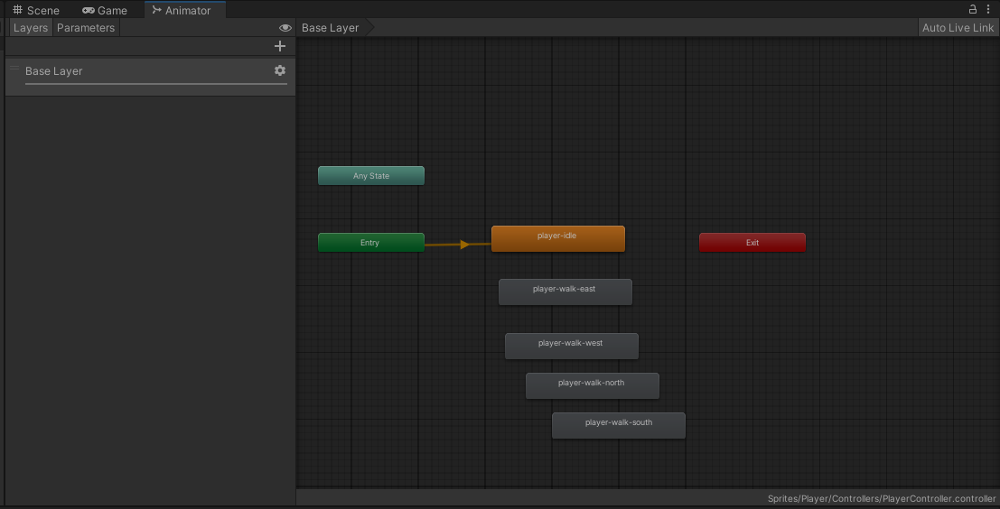 Scene Game Animator
Layers Parameters Base Layer Auto Live Link
Base Layer
Any State
Entry player-idle Exit
player-walk-east
player-walk-west
player-walk-north
player-walk-south
Sprites/Player/Controllers/PlayerController.controller